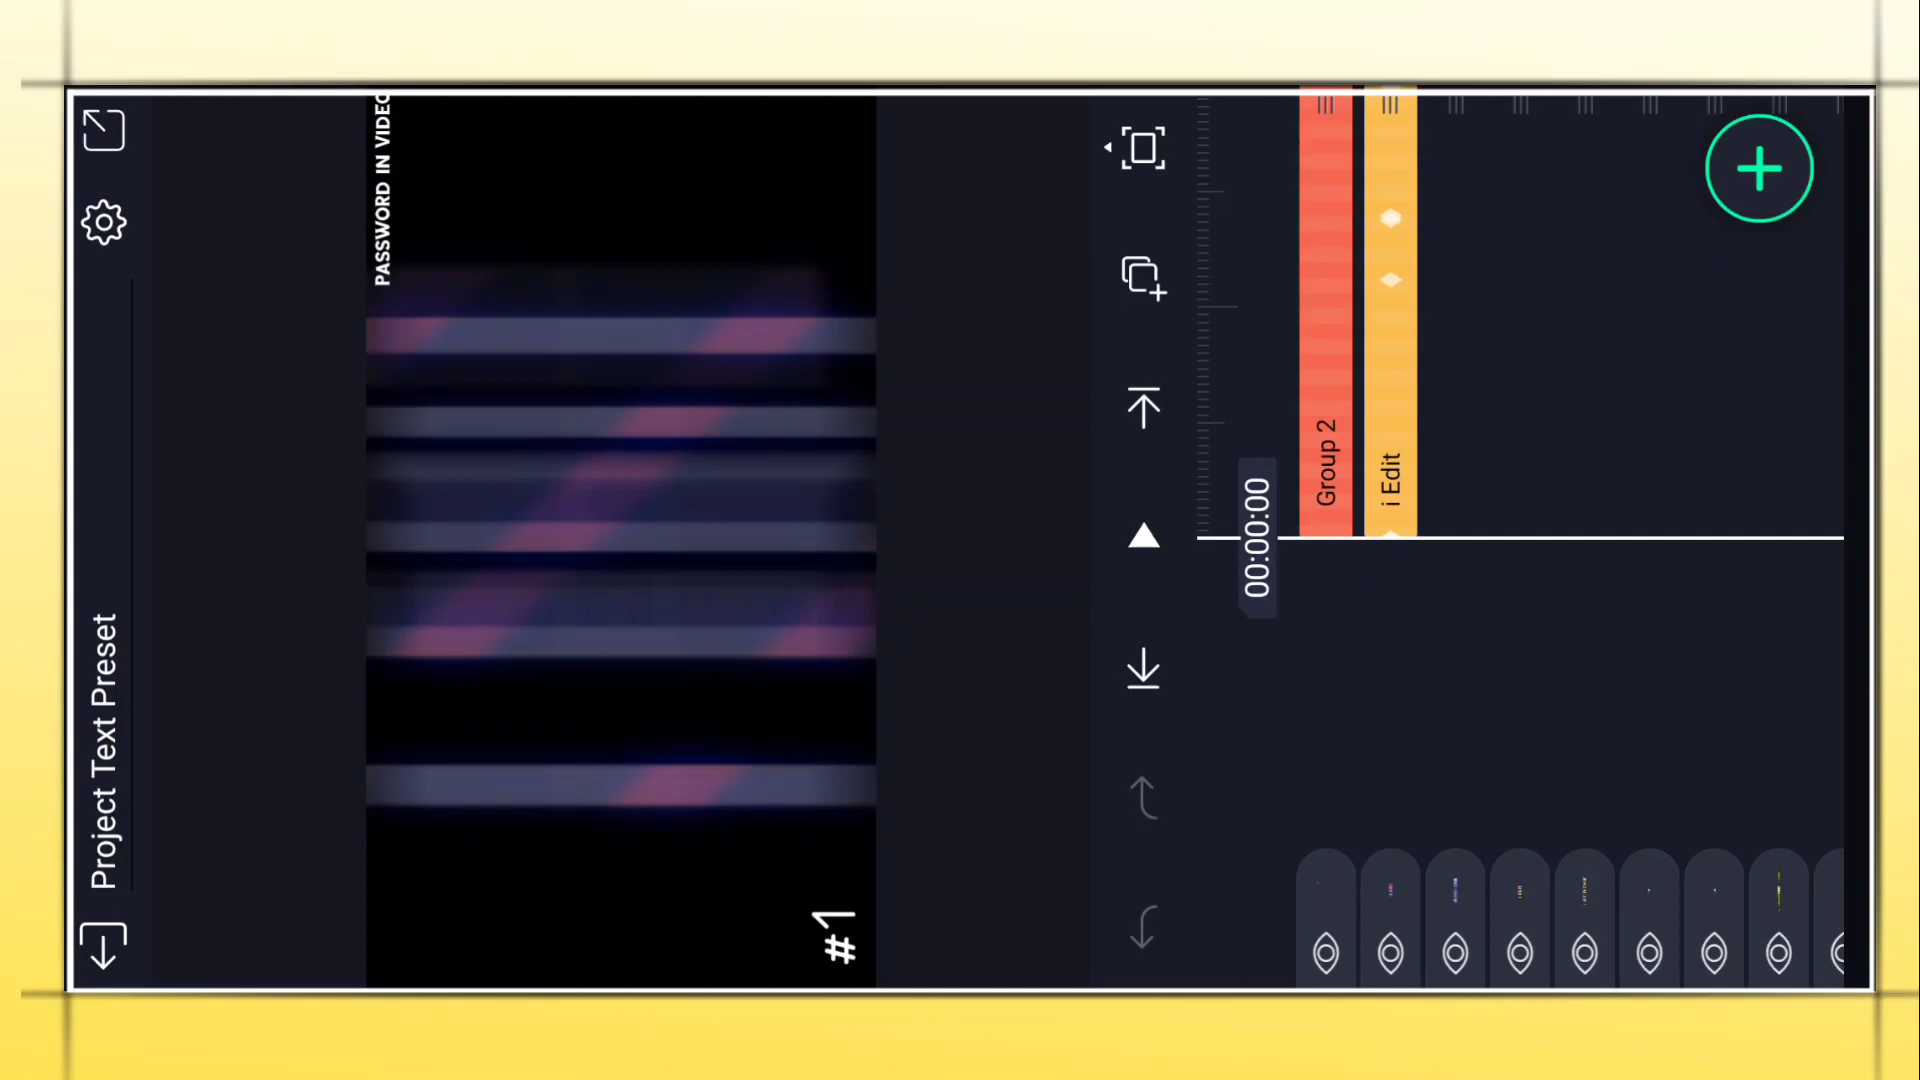 Project Text Preset
PASSWORD IN VIDEO
#1
00:00:00
Group 2
i Edit